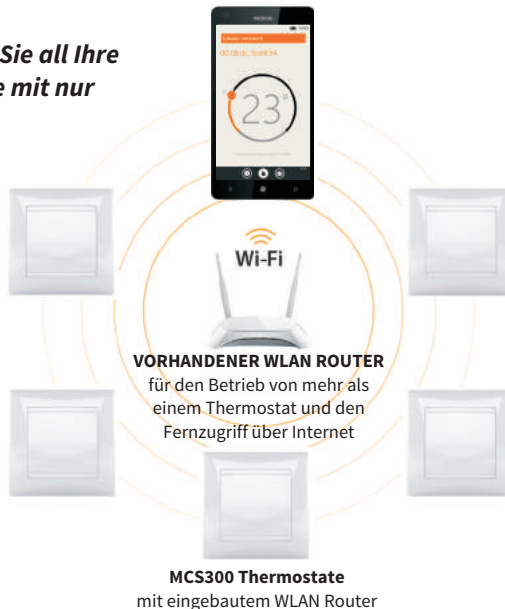 Sie all Ihre
mit nur
NOKIA
23°
Wi-Fi
VORHANDENER WLAN ROUTER
für den Betrieb von mehr als
einem Thermostat und den
Fernzugriff über Internet
MCS300 Thermostate
mit eingebautem WLAN Router